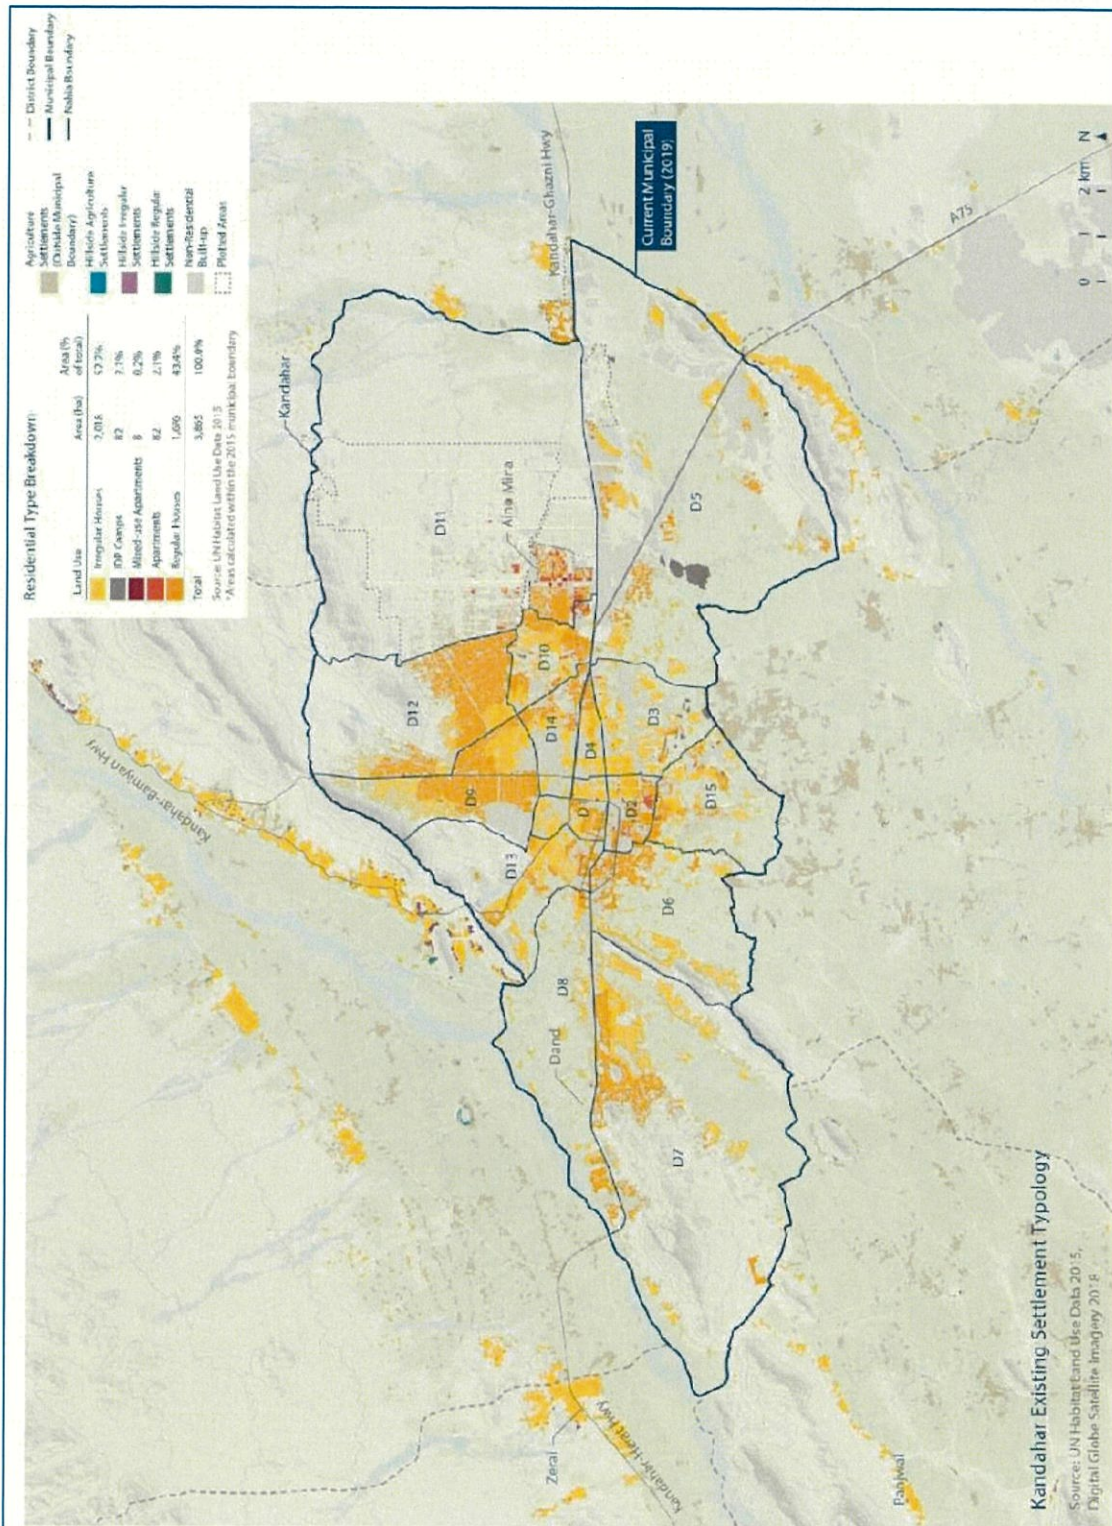 Residential Type Breakdown
Land Use Area (ha) Area (% of total)
Irregular Houses 2,018 52.2%
IDP Camps 82 2.1%
Mixed-use Apartments 8 0.2%
Apartments 82 2.1%
Regular Houses 1,690 43.4%
Total 3,865 100.0%
Source: UN Habitat Land Use Data 2015
*Areas calculated within the 2015 municipal boundary
Agriculture
Settlements
(Outside Municipal
Boundary)
Hillside Agriculture
Settlements
Hillside Irregular
Settlements
Hillside Regular
Settlements
Non-Residential
Built-up
Plotted Areas
District Boundary
Municipal Boundary
Nahia Boundary
Kandahar
Kandahar-Bamyan Hwy
Kandahar-Ghazni Hwy
Current Municipal
Boundary (2019)
A75
Aino Mina
D11
D12
D10
D14
D9
D13
D4
D3
D1
D2
D15
D5
D6
D8
Dand
D7
Zerai
Kandahar-Herat Hwy
Panjwai
0 1 2 km N
Kandahar Existing Settlement Typology
Source: UN Habitat Land Use Data 2015,
Digital Globe Satellite Imagery 2018